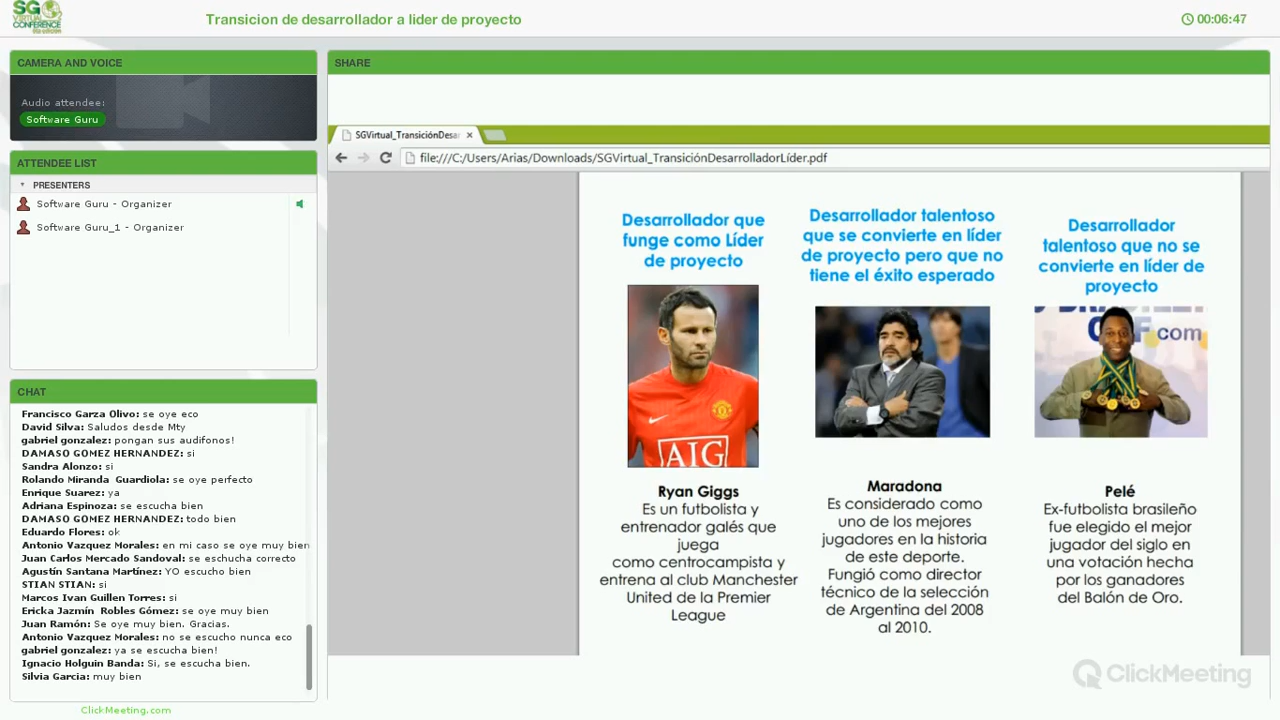 SG
VIRTUAL
CONFERENCE
Transicion de desarrollador a lider de proyecto
00:06:47
CAMERA AND VOICE
Audio attendee:
Software Guru
ATTENDEE LIST
PRESENTERS
Software Guru - Organizer
Software Guru_1 - Organizer
CHAT
Francisco Garza Olivo: se oye eco
David Silva: Saludos desde Mty
gabriel gonzalez: pongan sus audifonos!
DAMASO GOMEZ HERNANDEZ: si
Sandra Alonzo: si
Rolando Miranda Guardiola: se oye perfecto
Enrique Suarez: ya
Adriana Espinoza: se escucha bien
DAMASO GOMEZ HERNANDEZ: todo bien
Eduardo Flores: ok
Antonio Vazquez Morales: en mi caso se oye muy bien
Juan Carlos Mercado Sandoval: se eschucha correcto
Agustín Santana Martínez: YO escucho bien
STIAN STIAN: si
Marcos Ivan Guillen Torres: si
Ericka Jazmín Robles Gómez: se oye muy bien
Juan Ramón: Se oye muy bien. Gracias.
Antonio Vazquez Morales: no se escucho nunca eco
gabriel gonzalez: ya se escucha bien!
Ignacio Holguin Banda: Si, se escucha bien.
Silvia Garcia: muy bien
ClickMeeting.com
SHARE
SGVirtual_TransiciónDesar
file:///C:/Users/Arias/Downloads/SGVirtual_TransiciónDesarrolladorLíder.pdf
Desarrollador que
funge como Líder
de proyecto
AIG
Ryan Giggs
Es un futbolista y
entrenador galés que
juega
como centrocampista y
entrena al club Manchester
United de la Premier
League
Desarrollador talentoso
que se convierte en líder
de proyecto pero que no
tiene el éxito esperado
Maradona
Es considerado como
uno de los mejores
jugadores en la historia
de este deporte.
Fungió como director
técnico de la selección
de Argentina del 2008
al 2010.
Desarrollador
talentoso que no se
convierte en líder de
proyecto
.com
Pelé
Ex-futbolista brasileño
fue elegido el mejor
jugador del siglo en
una votación hecha
por los ganadores
del Balón de Oro.
ClickMeeting